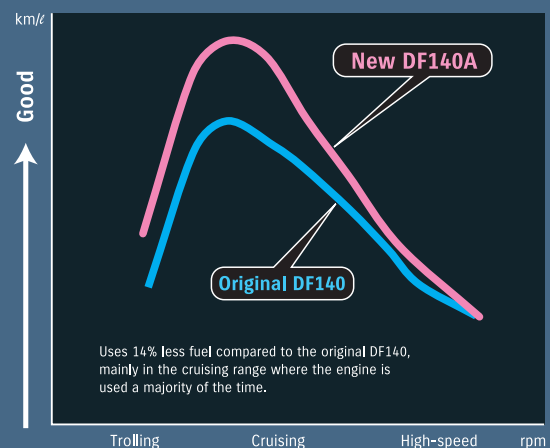 km/ℓ
Good
New DF140A
Original DF140
Uses 14% less fuel compared to the original DF140,
mainly in the cruising range where the engine is
used a majority of the time.
Trolling Cruising High-speed rpm